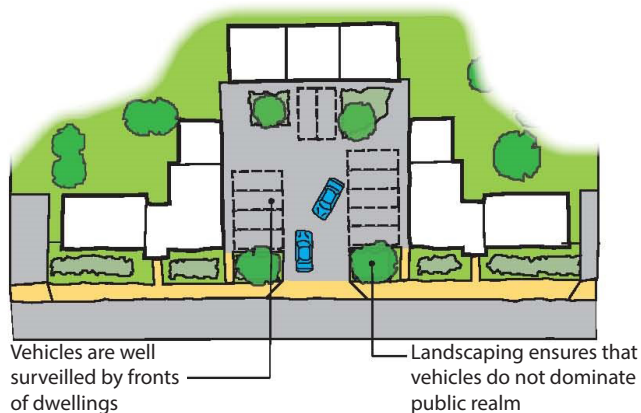 Vehicles are well
surveilled by fronts
of dwellings
Landscaping ensures that
vehicles do not dominate
public realm